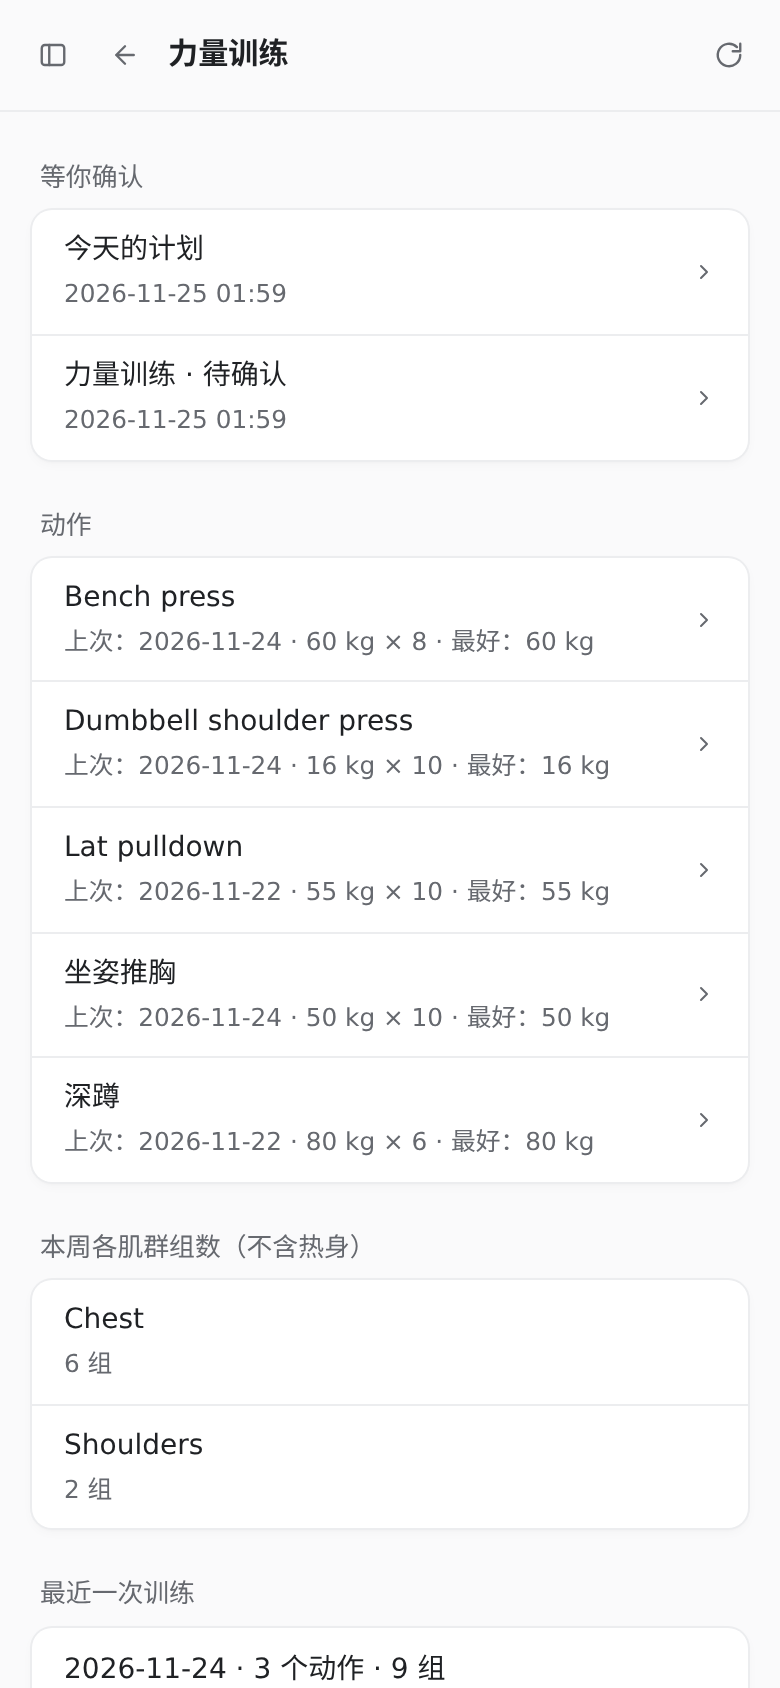 力量训练
等你确认
今天的计划
2026-11-25 01:59
力量训练 · 待确认
2026-11-25 01:59
动作
Bench press
上次：2026-11-24 · 60 kg × 8 · 最好：60 kg
Dumbbell shoulder press
上次：2026-11-24 · 16 kg × 10 · 最好：16 kg
Lat pulldown
上次：2026-11-22 · 55 kg × 10 · 最好：55 kg
坐姿推胸
上次：2026-11-24 · 50 kg × 10 · 最好：50 kg
深蹲
上次：2026-11-22 · 80 kg × 6 · 最好：80 kg
本周各肌群组数（不含热身）
Chest
6 组
Shoulders
2 组
最近一次训练
2026-11-24 · 3 个动作 · 9 组